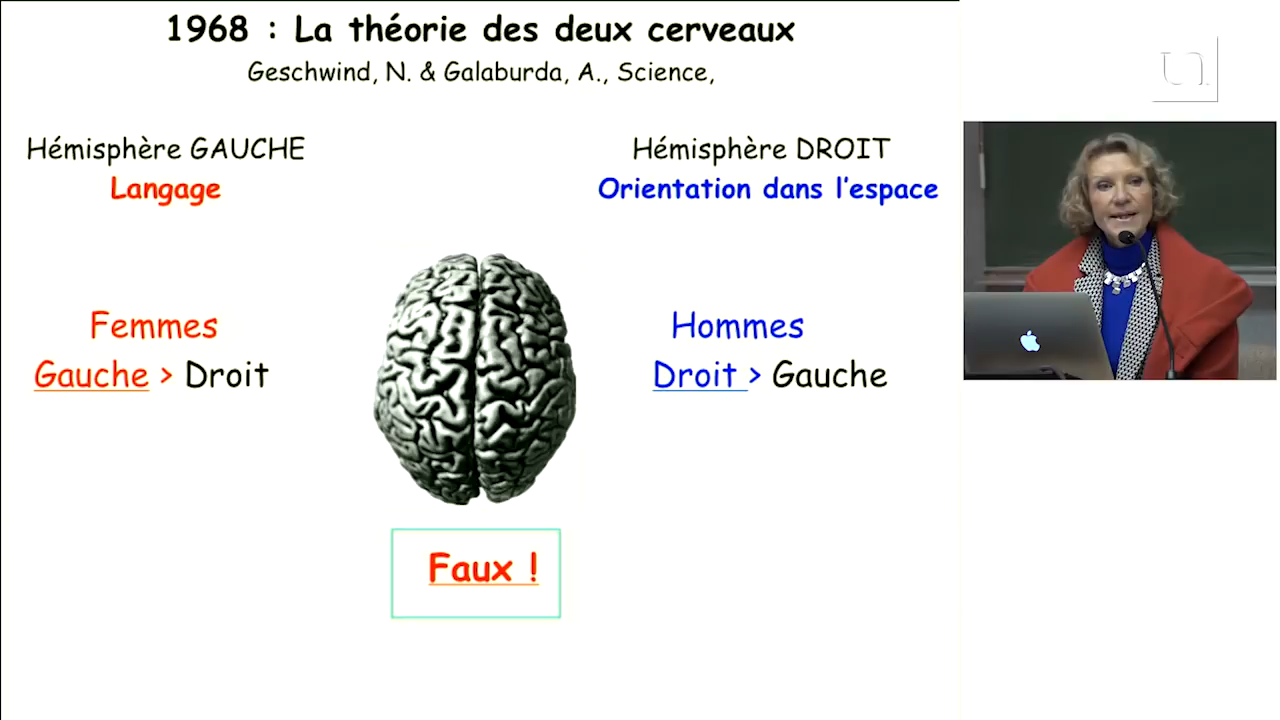 1968 : La théorie des deux cerveaux
Geschwind, N. & Galaburda, A., Science,
Hémisphère GAUCHE
Langage
Hémisphère DROIT
Orientation dans l'espace
Femmes
Gauche > Droit
Hommes
Droit > Gauche
Faux !